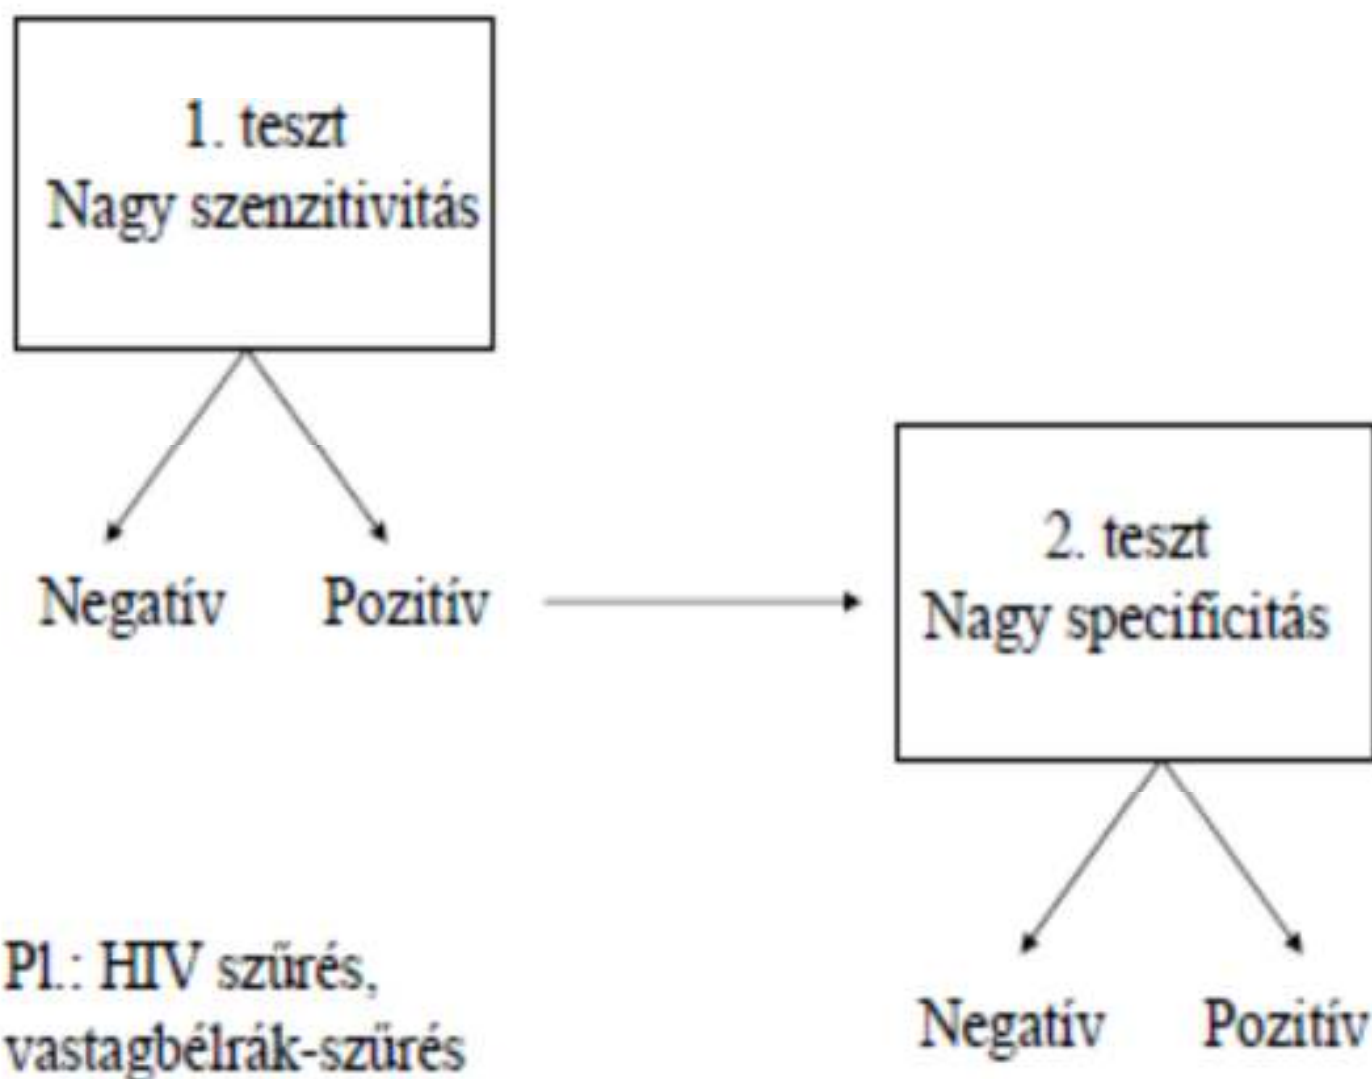 1. teszt
Nagy szenzitivitás
Negatív Pozitív
2. teszt
Nagy specificitás
Negatív Pozitív
Pl.: HIV szűrés,
vastagbélrák-szűrés